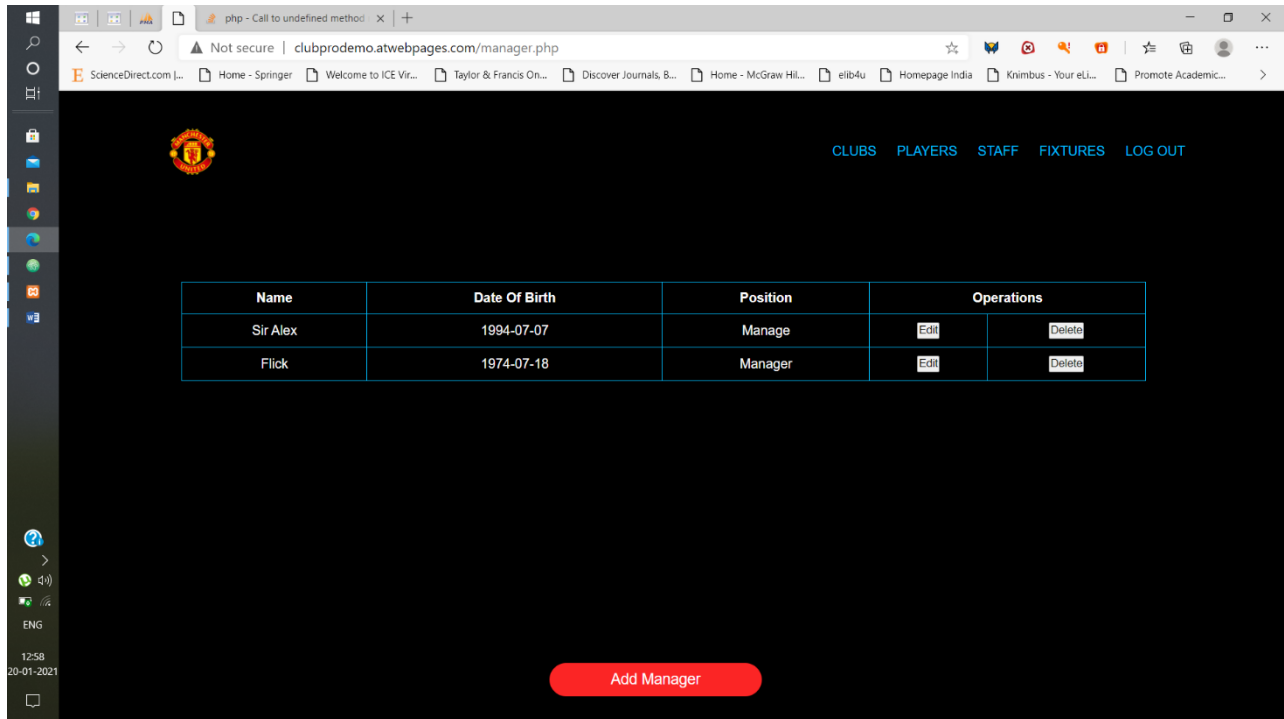 php - Call to undefined method
Not secure | clubprodemo.atwebpages.com/manager.php
ScienceDirect.com |... Home - Springer Welcome to ICE Vir... Taylor & Francis On... Discover Journals, B... Home - McGraw Hil... elib4u Homepage India Knimbus - Your eLi... Promote Academic...
MANCHESTER
UNITED
CLUBS PLAYERS STAFF FIXTURES LOG OUT
Name Date Of Birth Position Operations
Sir Alex 1994-07-07 Manage Edit Delete
Flick 1974-07-18 Manager Edit Delete
Add Manager
ENG
12:58
20-01-2021